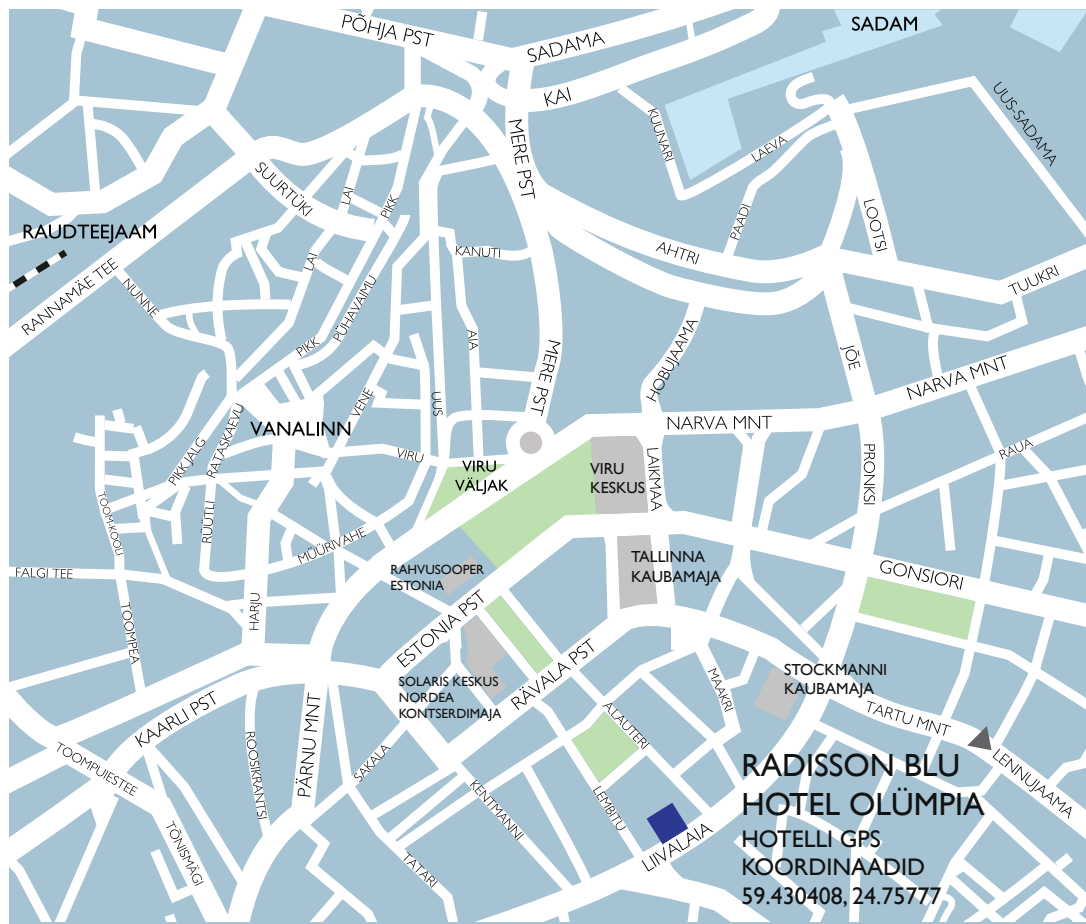 PÕHJA PST
SADAMA
SADAM
KAI
KUUNARI
LAEVA
UUS-SADAMA
MERE PST
SUURTÜKI
LAI
PIKK
PAADI
LOOTSI
RAUDTEEJAAM
KANUTI
AHTRI
LAI
RANNAMÄE TEE
NUNNE
PÜHAVAIMU
TUUKRI
PIKK
AIA
MERE PST
HOBUJAAMA
JÕE
NARVA MNT
VENE
UUS
VANALINN
NARVA MNT
RATASKAEVU
PIKK JALG
VIRU
VIRU
VÄLJAK
VIRU
KESKUS
LAIKMAA
PRONKSI
RAUA
TOOM-KOOLI
RÜÜTLI
MÜÜRIVAHE
FALGI TEE
RAHVUSOOPER
ESTONIA
TALLINNA
KAUBAMAJA
GONSIORI
HARJU
TOOMPEA
ESTONIA PST
SOLARIS KESKUS
NORDEA
KONTSERDIMAJA
RÄVALA PST
MAAKRI
STOCKMANNI
KAUBAMAJA
KAARLI PST
TARTU MNT
A.LAUTERI
PÄRNU MNT
ROOSIKRANTSI
SAKALA
TOOMPUIESTEE
LENNUJAAMA
KENTMANNI
LEMBITU
TÕNISMÄGI
TATARI
LIIVALAIA
RADISSON BLU
HOTEL OLÜMPIA
HOTELLI GPS
KOORDINAADID
59.430408, 24.75777